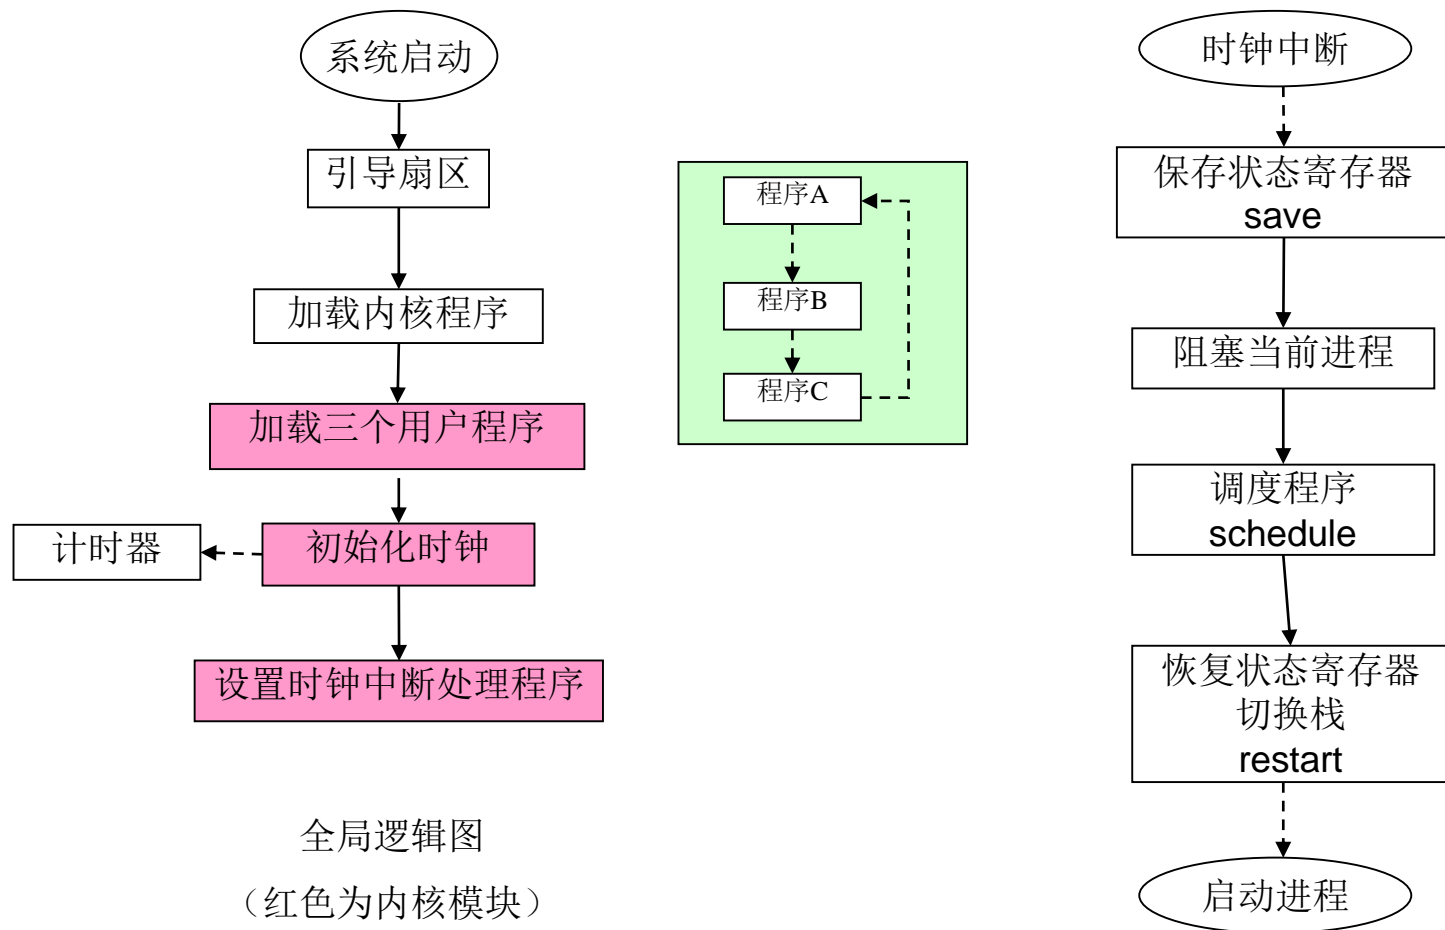 系统启动
引导扇区
加载内核程序
加载三个用户程序
初始化时钟
计时器
设置时钟中断处理程序
全局逻辑图
（红色为内核模块）
程序A
程序B
程序C
时钟中断
保存状态寄存器
save
阻塞当前进程
调度程序
schedule
恢复状态寄存器
切换栈
restart
启动进程